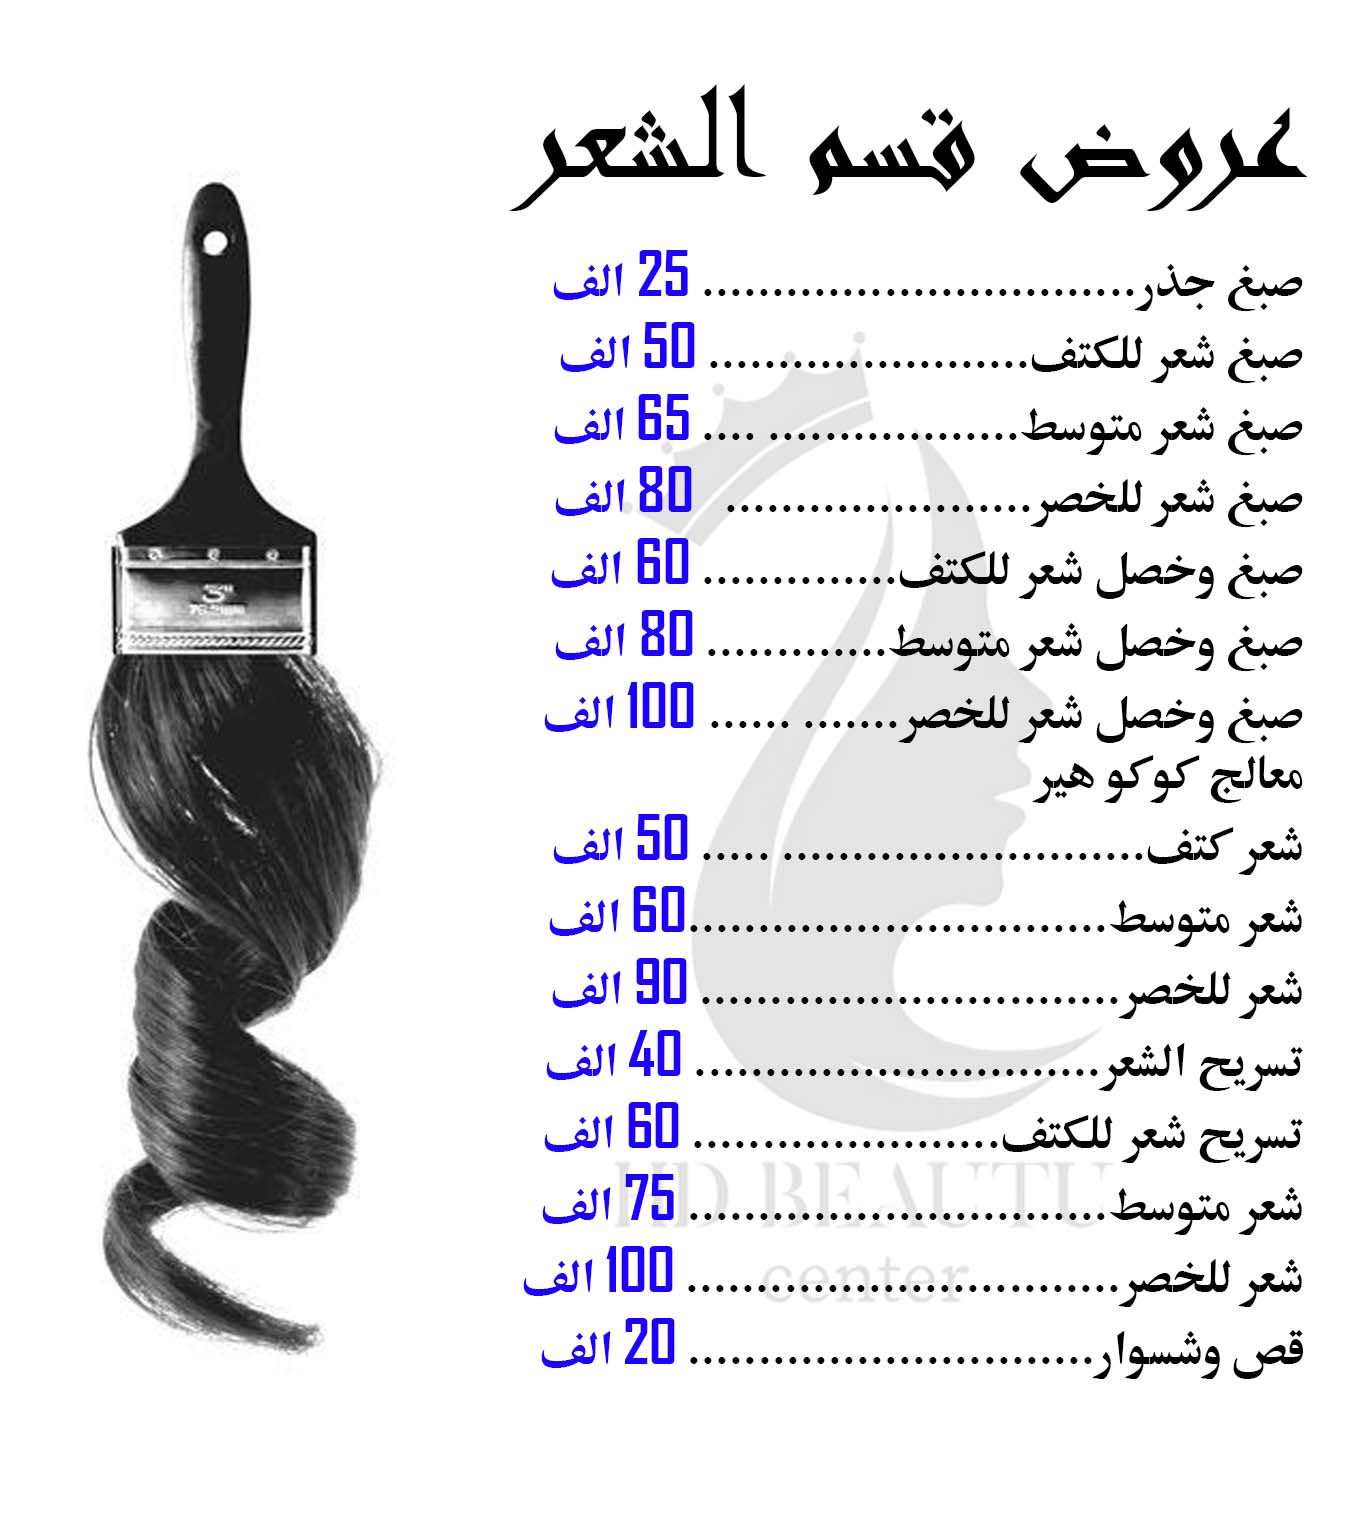 عروض قسم الشعر
صبغ جذر............................... 25 الف
صبغ شعر للكتف....................... 50 الف
صبغ شعر متوسط.................. .... 65 الف
صبغ شعر للخصر...................... 80 الف
صبغ وخصل شعر للكتف.............. 60 الف
صبغ وخصل شعر متوسط............. 80 الف
صبغ وخصل شعر للخصر....... ...... 100 الف
معالج كوكو هير
شعر كتف.......................... ..... 50 الف
شعر متوسط..............................60 الف
شعر للخصر.............................. 90 الف
تسريح الشعر............................. 40 الف
تسريح شعر للكتف...................... 60 الف
شعر متوسط.............................. 75 الف
شعر للخصر............................... 100 الف
قص وشسوار............................. 20 الف
HD BEAUTU
center
3"